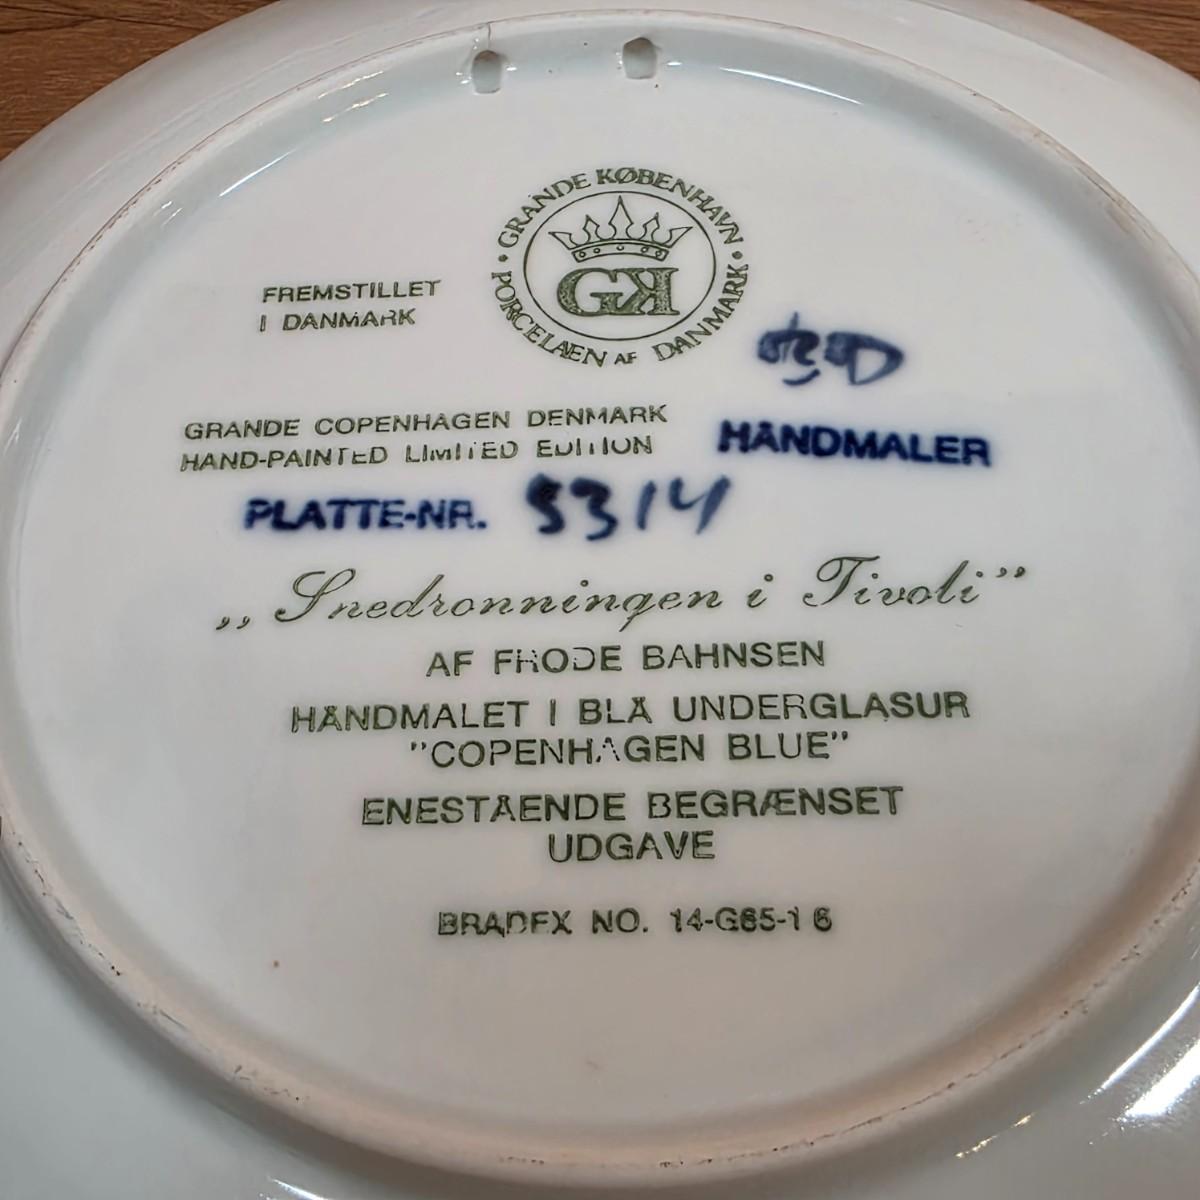 GRANDE KØBENHAVN
GK
PORCELAEN AF DANMARK
FREMSTILLET
I DANMARK
GRANDE COPENHAGEN DENMARK
HAND-PAINTED LIMITED EDITION
HÅNDMALER
PLATTE-NR. 5314
„Snedronningen i Tivoli”
AF FRODE BAHNSEN
HÅNDMALET I BLÅ UNDERGLASUR
"COPENHAGEN BLUE"
ENESTÅENDE BEGRÆNSET
UDGAVE
BRADEX NO. 14-G65-1 6